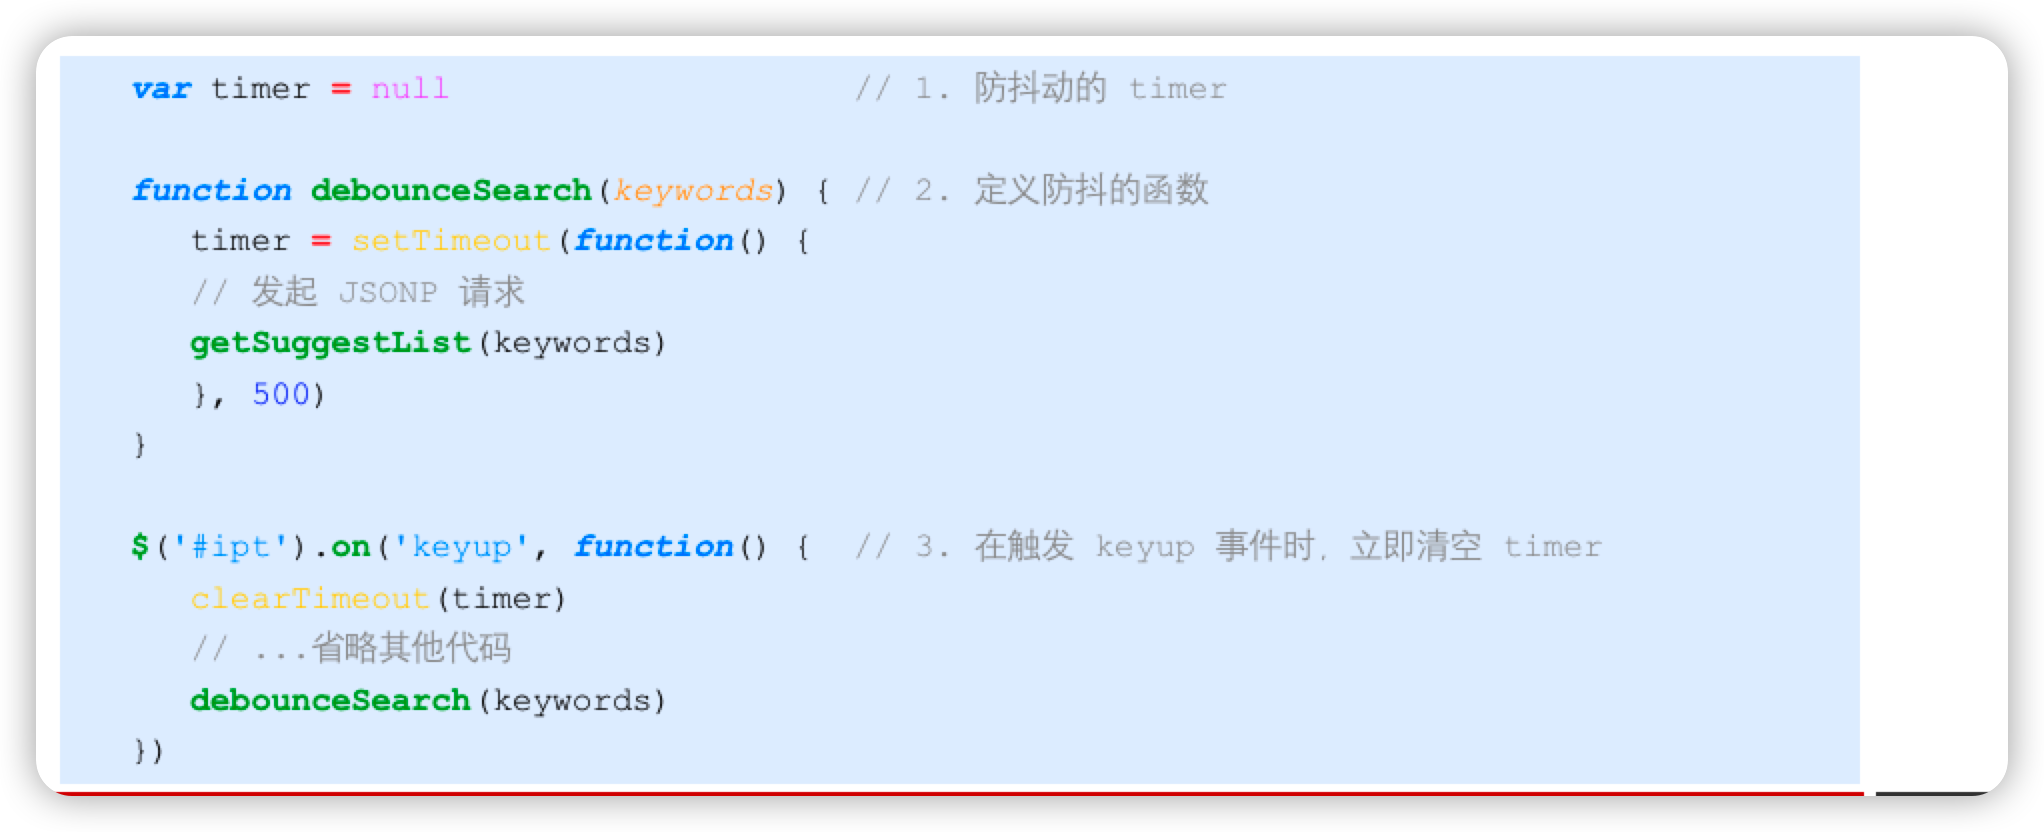 var timer = null // 1. 防抖动的 timer
function debounceSearch(keywords) { // 2. 定义防抖的函数
timer = setTimeout(function() {
// 发起 JSONP 请求
getSuggestList(keywords)
}, 500)
}
$('#ipt').on('keyup', function() { // 3. 在触发 keyup 事件时，立即清空 timer
clearTimeout(timer)
// ...省略其他代码
debounceSearch(keywords)
})